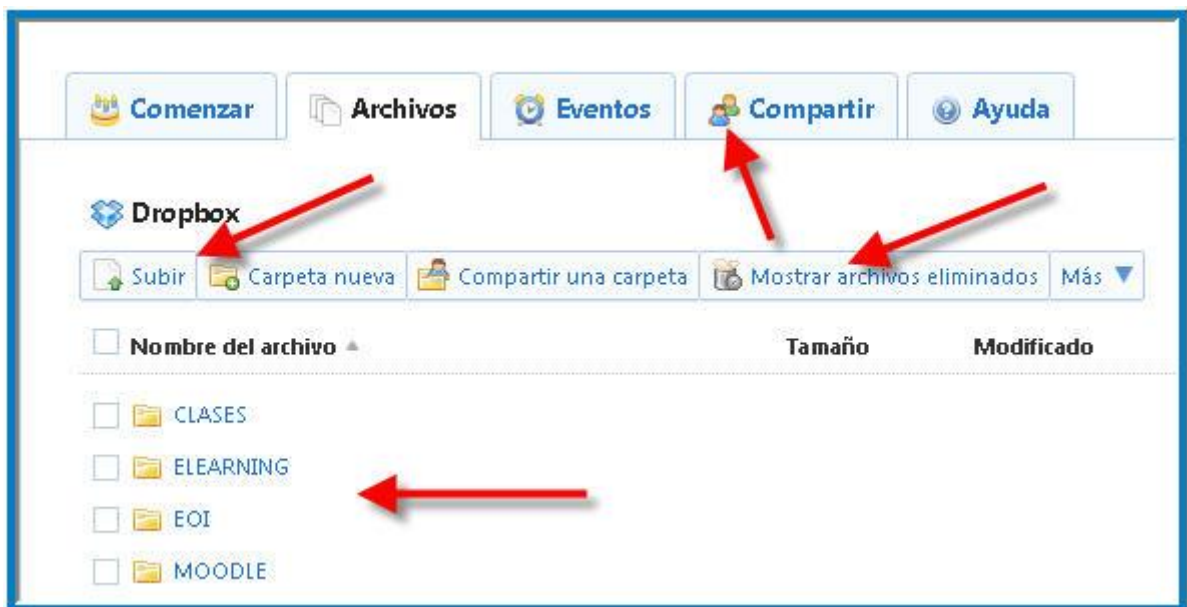 Comenzar Archivos Eventos Compartir Ayuda
Dropbox
Subir Carpeta nueva Compartir una carpeta Mostrar archivos eliminados Más
Nombre del archivo Tamaño Modificado
CLASES
ELEARNING
EOI
MOODLE